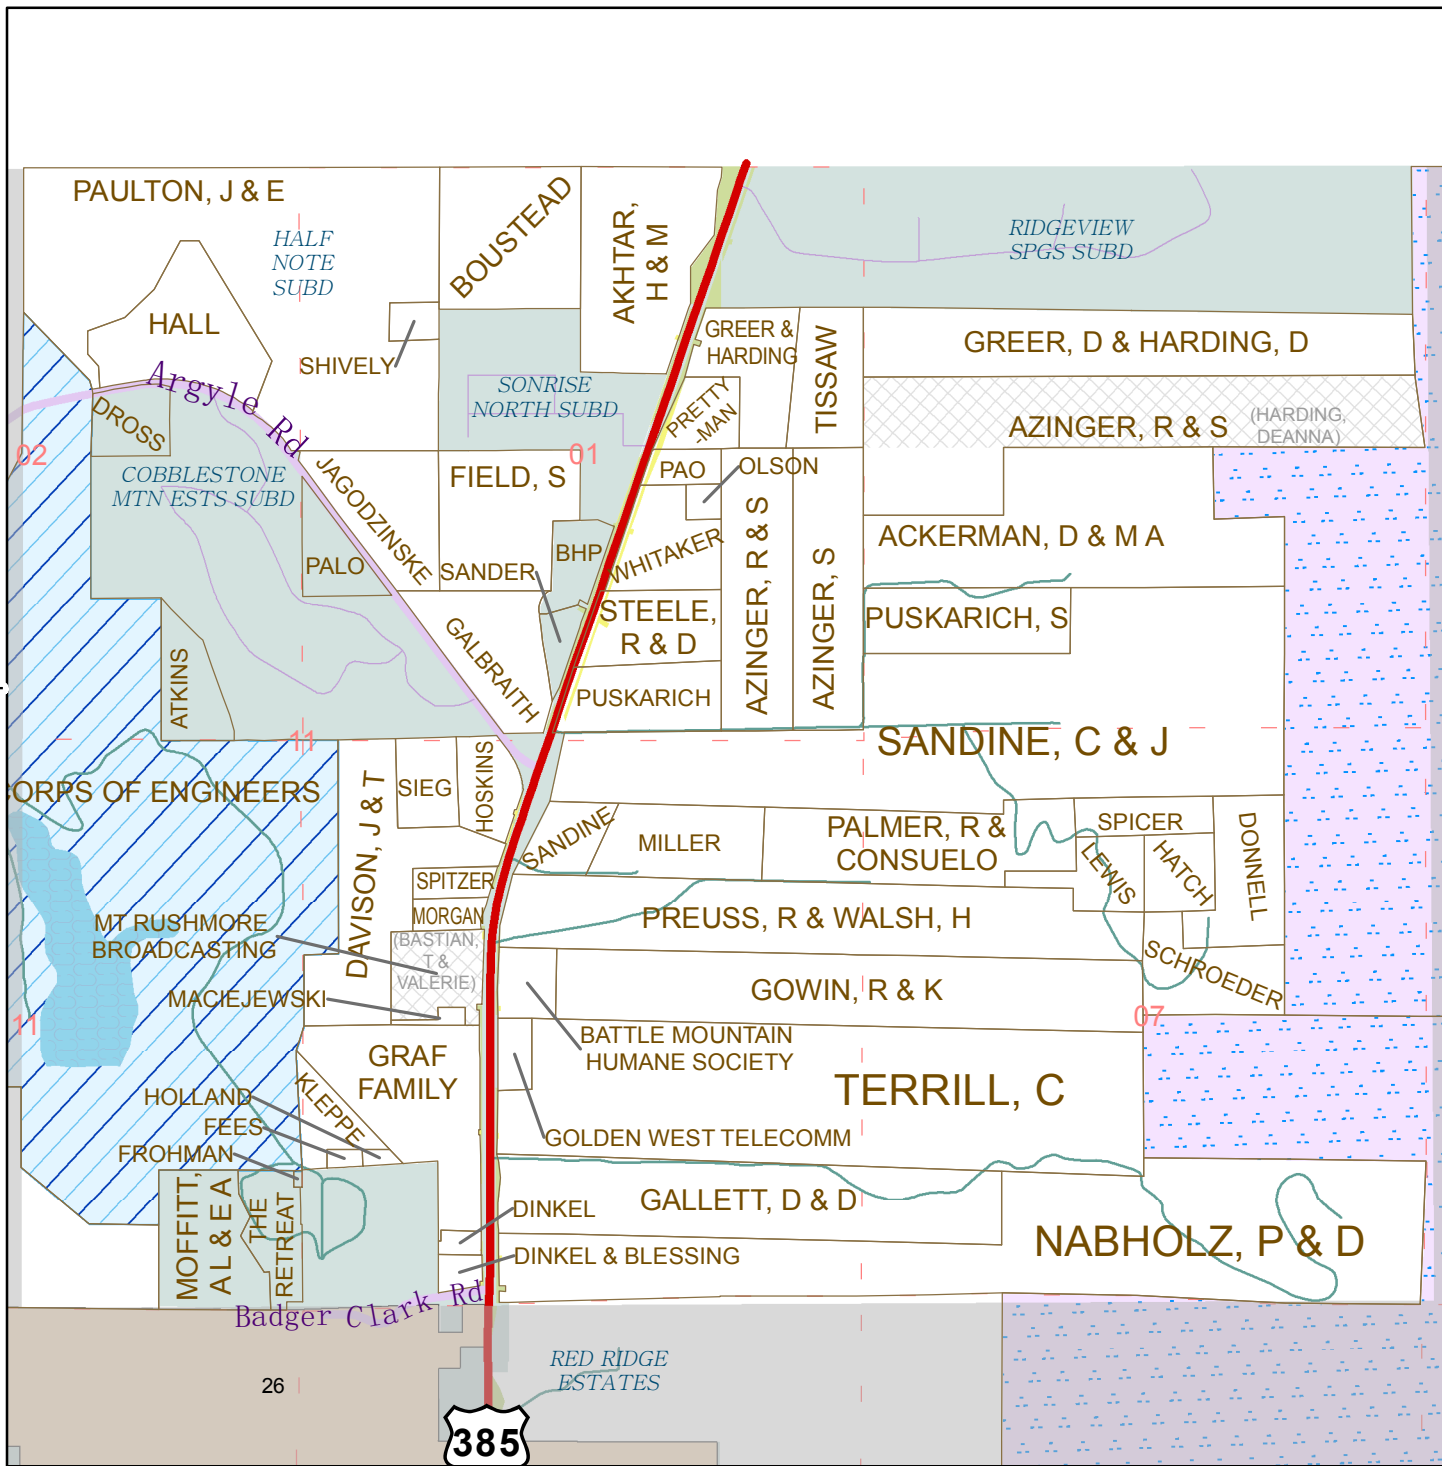 PAULTON, J & E
HALF
NOTE
SUBD
BOUSTEAD
AKHTAR,
H & M
RIDGEVIEW
SPGS SUBD
HALL
SHIVELY
GREER &
HARDING
TISSAW
GREER, D & HARDING, D
Argyle Rd
SONRISE
NORTH SUBD
PRETTY
-MAN
AZINGER, R & S
(HARDING,
DEANNA)
DROSS
02
COBBLESTONE
MTN ESTS SUBD
JAGODZINSKE
FIELD, S
01
PAO
OLSON
AZINGER, R & S
AZINGER, S
ACKERMAN, D & M A
PALO
SANDER
BHP
WHITAKER
STEELE,
R & D
PUSKARICH, S
GALBRAITH
ATKINS
PUSKARICH
11
SANDINE, C & J
CORPS OF ENGINEERS
DAVISON, J & T
SIEG
HOSKINS
SANDINE
MILLER
PALMER, R &
CONSUELO
SPICER
LEWIS
HATCH
DONNELL
SPITZER
MORGAN
MT RUSHMORE
BROADCASTING
(BASTIAN,
T &
VALERIE)
PREUSS, R & WALSH, H
SCHROEDER
MACIEJEWSKI
GOWIN, R & K
11
07
GRAF
FAMILY
BATTLE MOUNTAIN
HUMANE SOCIETY
TERRILL, C
KLEPPE
HOLLAND
FEES
FROHMAN
GOLDEN WEST TELECOMM
MOFFITT,
AL & E A
THE
RETREAT
DINKEL
GALLETT, D & D
DINKEL & BLESSING
NABHOLZ, P & D
Badger Clark Rd
RED RIDGE
ESTATES
26
385